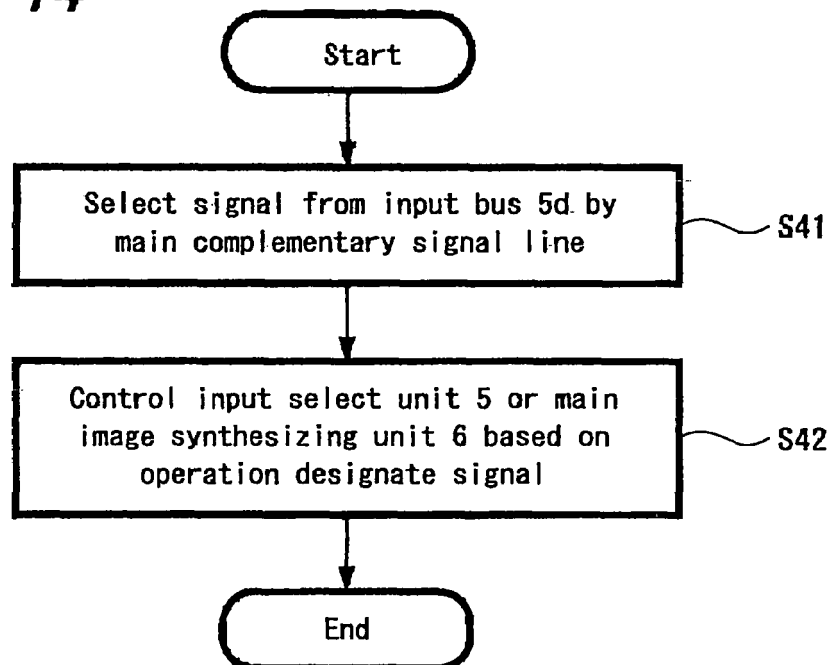 Start
Select signal from input bus 5d by
main complementary signal line
S41
Control input select unit 5 or main
image synthesizing unit 6 based on
operation designate signal
S42
End